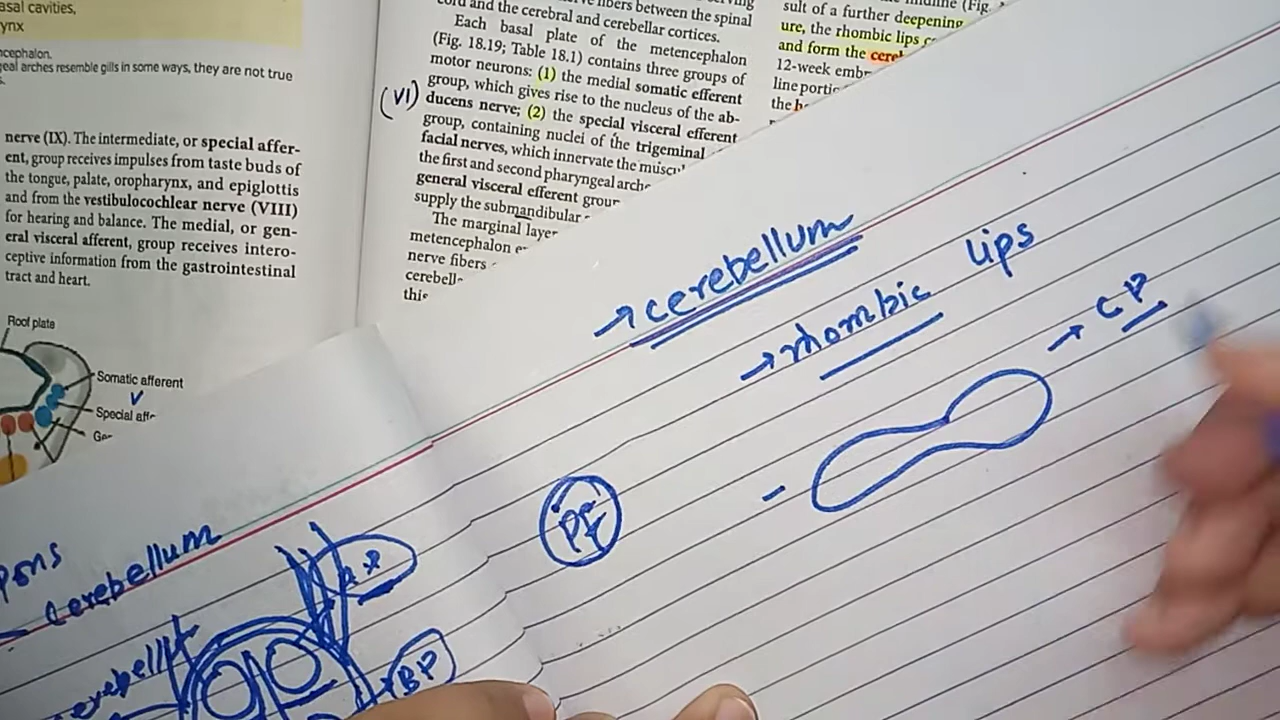 asal cavities,
ynx
ncephalon.
geal arches resemble gills in some ways, they are not true
nerve (IX). The intermediate, or special affer-
ent, group receives impulses from taste buds of
the tongue, palate, oropharynx, and epiglottis
and from the vestibulocochlear nerve (VIII)
for hearing and balance. The medial, or gen-
eral visceral afferent, group receives intero-
ceptive information from the gastrointestinal
tract and heart.
Roof plate
Somatic afferent
Special aff
Ge
fibers between the spinal
cord and the cerebral and cerebellar cortices.
Each basal plate of the metencephalon
(Fig. 18.19; Table 18.1) contains three groups of
motor neurons: (1) the medial somatic efferent
group, which gives rise to the nucleus of the ab-
(VI) ducens nerve; (2) the special visceral efferent
group, containing nuclei of the trigeminal
facial nerves, which innervate the muscu
the first and second pharyngeal arche
general visceral efferent group
supply the submandibular
The marginal layer
metencephalon e
nerve fibers
cerebell
this
(Fig.
sult of a further deepening
ure, the rhombic lips c
and form the cereb
12-week embr
line portio
the h
→ cerebellum
→ rhombic lips
→ CP
PF
pons
cerebellum
cerebell
BP